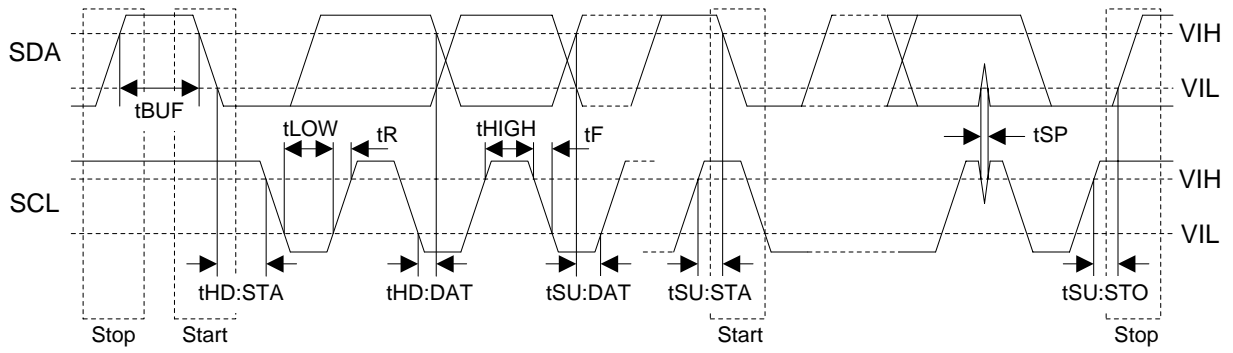 SDA
VIH
VIL
tBUF
tLOW
tR
tHIGH
tF
tSP
SCL
VIH
VIL
tHD:STA
tHD:DAT
tSU:DAT
tSU:STA
tSU:STO
Stop
Start
Start
Stop